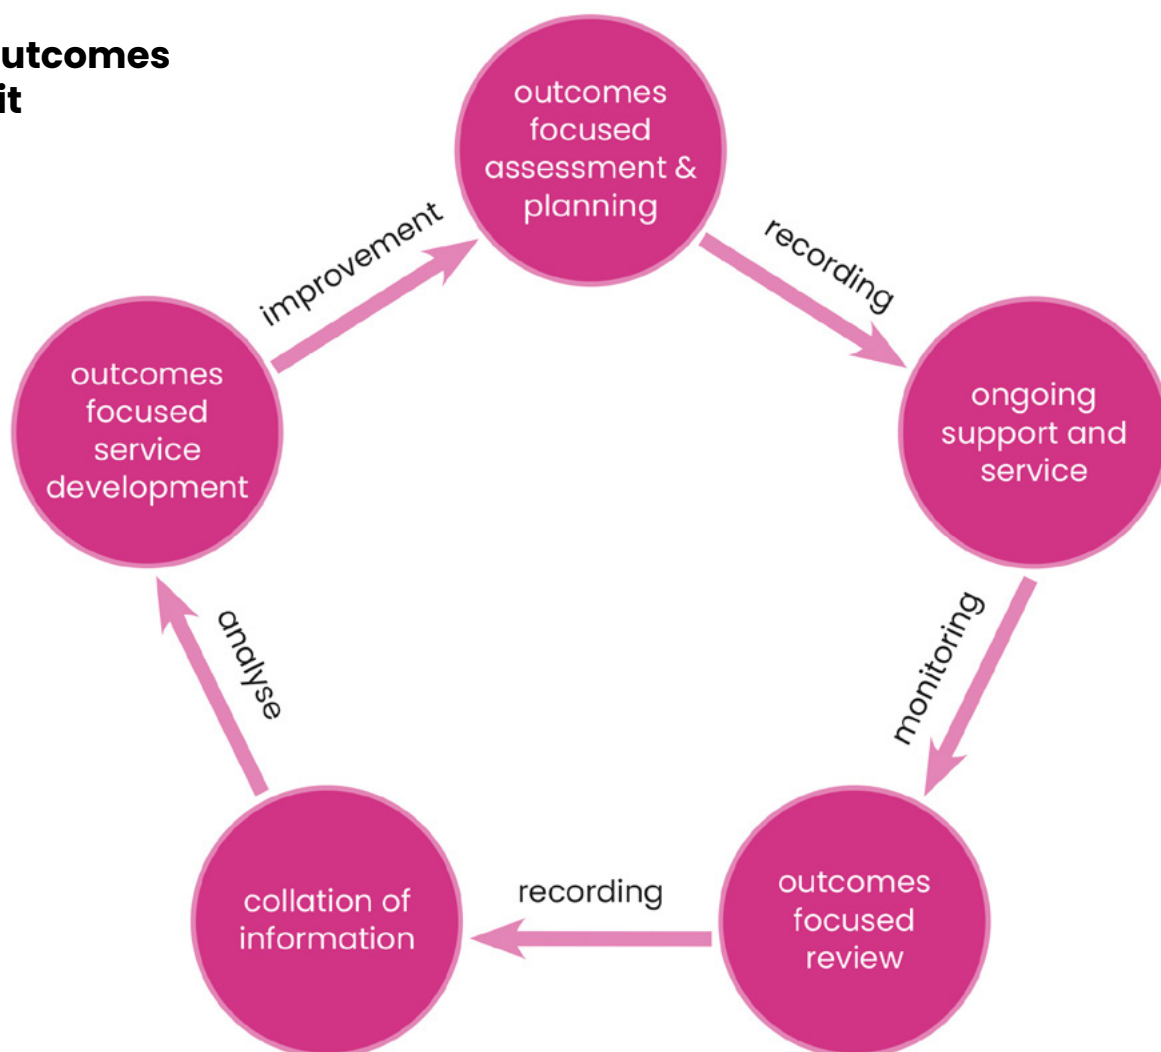 utcomes
it
outcomes
focused
assessment &
planning
recording
ongoing
support and
service
monitoring
outcomes
focused
review
recording
collation of
information
analyse
outcomes
focused
service
development
improvement